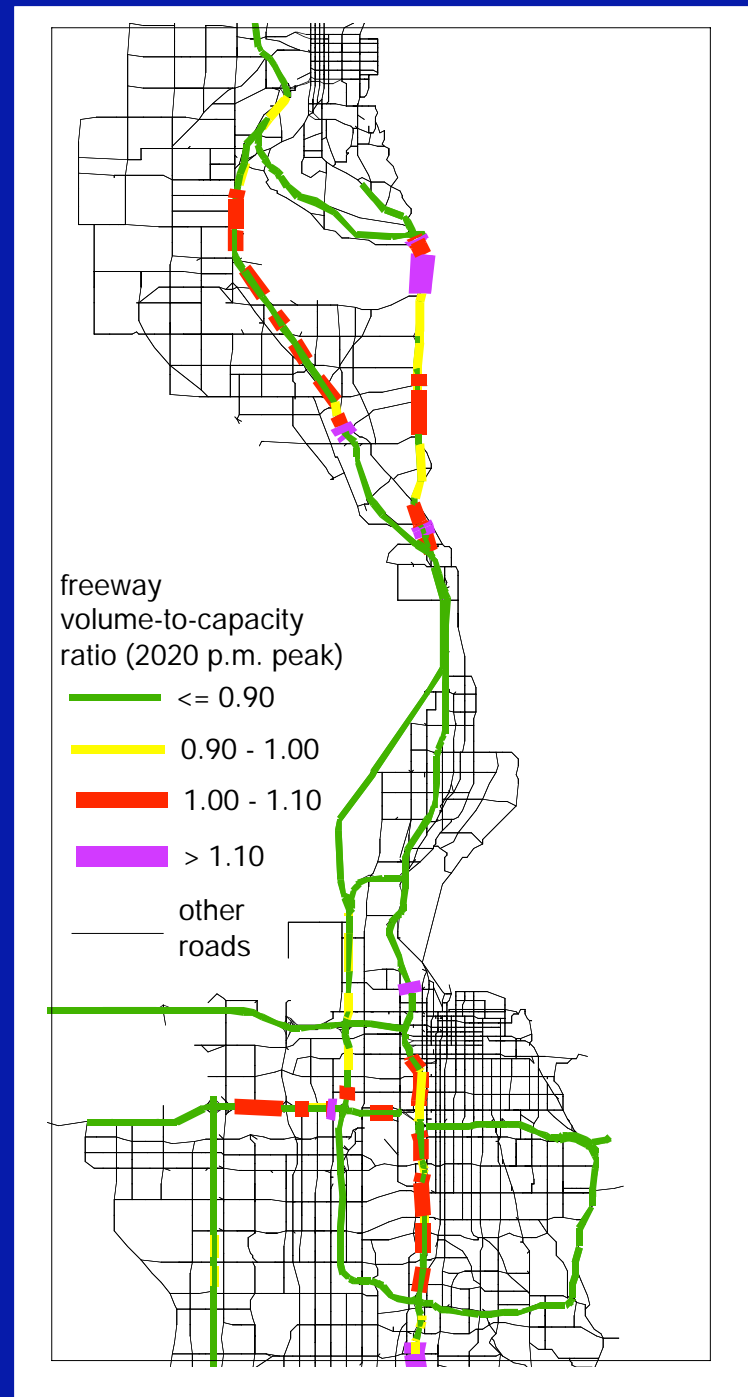 freeway
volume-to-capacity
ratio (2020 p.m. peak)
<= 0.90
0.90 - 1.00
1.00 - 1.10
> 1.10
other
roads